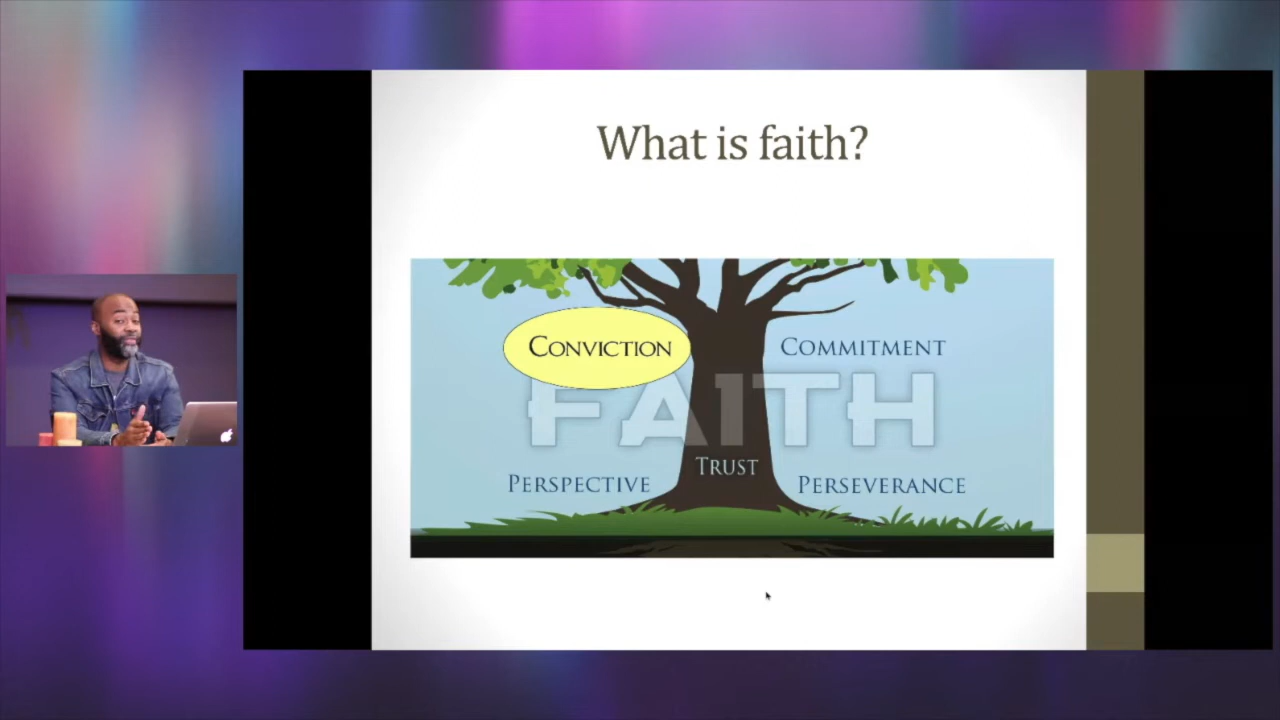 What is faith?
CONVICTION
COMMITMENT
FAITH
TRUST
PERSPECTIVE
PERSEVERANCE